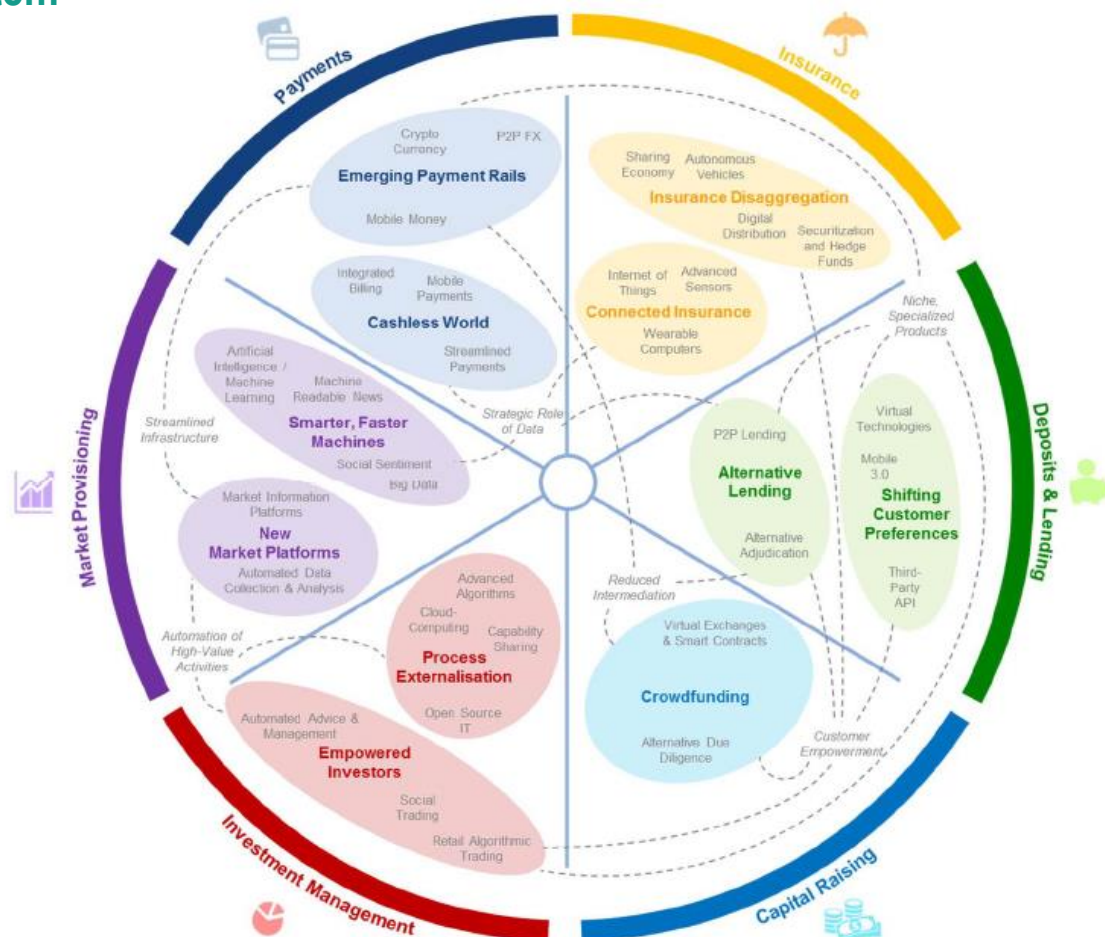 Payments
Insurance
Crypto
Currency
P2P FX
Emerging Payment Rails
Mobile Money
Sharing
Economy
Autonomous
Vehicles
Insurance Disaggregation
Digital
Distribution
Securitization
and Hedge
Funds
Integrated
Billing
Mobile
Payments
Cashless World
Streamlined
Payments
Internet of
Things
Advanced
Sensors
Connected Insurance
Wearable
Computers
Niche,
Specialized
Products
Market Provisioning
Artificial
Intelligence /
Machine
Learning
Machine
Readable News
Smarter, Faster
Machines
Social Sentiment
Big Data
Streamlined
Infrastructure
Strategic Role
of Data
Deposits & Lending
P2P Lending
Alternative
Lending
Alternative
Adjudication
Virtual
Technologies
Mobile
3.0
Shifting
Customer
Preferences
Third-
Party
API
Market Information
Platforms
New
Market Platforms
Automated Data
Collection & Analysis
Automation of
High-Value
Activities
Advanced
Algorithms
Cloud-
Computing
Capability
Sharing
Process
Externalisation
Open Source
IT
Reduced
Intermediation
Virtual Exchanges
& Smart Contracts
Crowdfunding
Alternative Due
Diligence
Customer
Empowerment
Automated Advice &
Management
Empowered
Investors
Social
Trading
Retail Algorithmic
Trading
Investment Management
Capital Raising